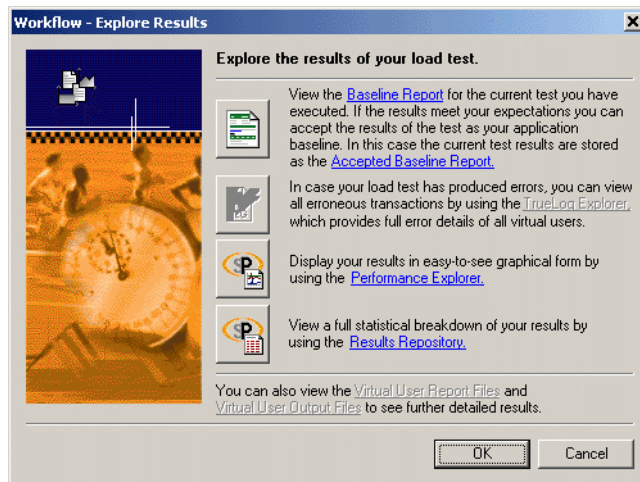 Workflow - Explore Results
Explore the results of your load test.
View the Baseline Report for the current test you have
executed. If the results meet your expectations you can
accept the results of the test as your application
baseline. In this case the current test results are stored
as the Accepted Baseline Report.
In case your load test has produced errors, you can view
all erroneous transactions by using the TrueLog Explorer,
which provides full error details of all virtual users.
Display your results in easy-to-see graphical form by
using the Performance Explorer.
View a full statistical breakdown of your results by
using the Results Repository.
You can also view the Virtual User Report Files and
Virtual User Output Files to see further detailed results.
OK
Cancel